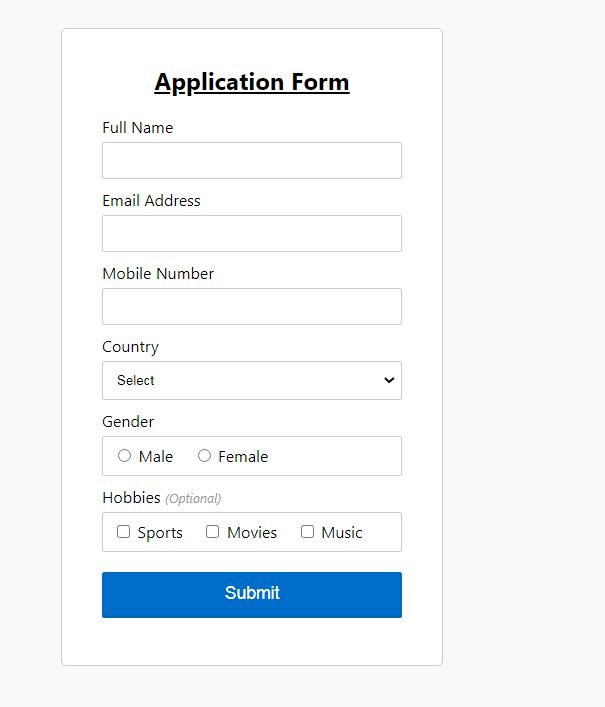 Application Form
Full Name
Email Address
Mobile Number
Country
Select
Gender
Male Female
Hobbies (Optional)
Sports Movies Music
Submit